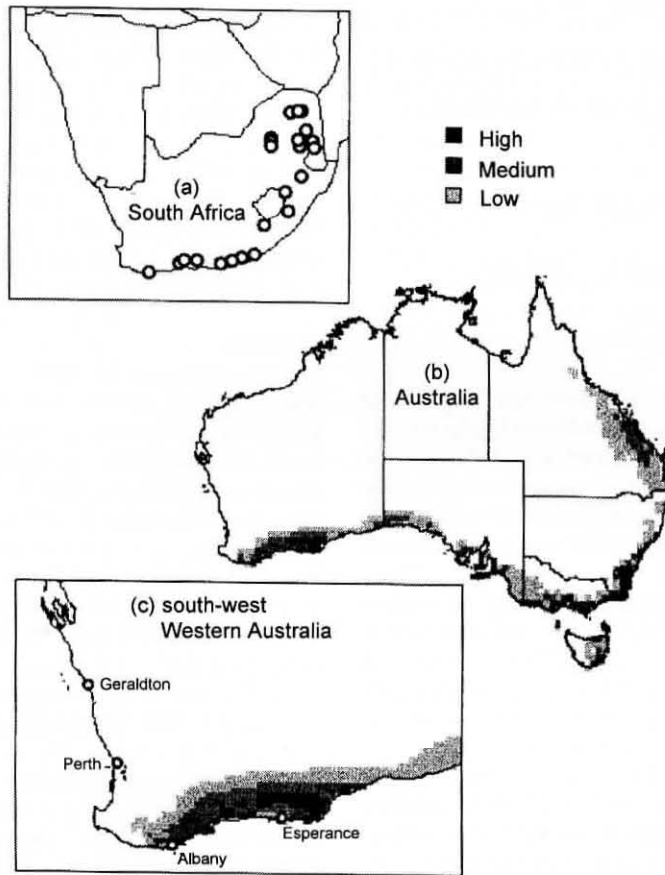 (a)
South Africa
High
Medium
Low
(b)
Australia
(c) south-west
Western Australia
Geraldton
Perth
Esperance
Albany